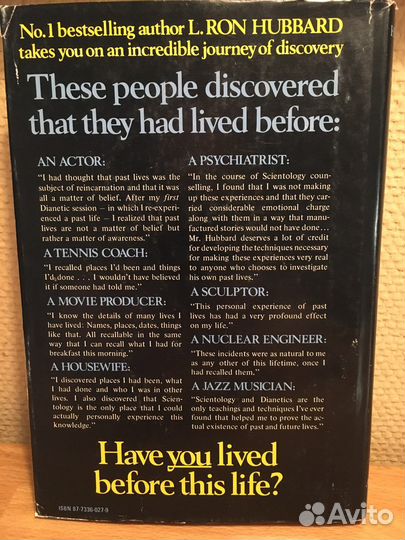 No.1 bestselling author L. RON HUBBARD
takes you on an incredible journey of discovery
These people discovered
that they had lived before:
AN ACTOR:
"I had thought that past lives was the
subject of reincarnation and that it was
all a matter of belief. After my first
Dianetic session – in which I re-experi-
enced a past life – I realized that past
lives are not a matter of belief but
rather a matter of awareness."
A TENNIS COACH:
"I recalled places I'd been and things
I'd done . . . I wouldn't have believed
it if someone had told me."
A MOVIE PRODUCER:
"I know the details of many lives I
have lived: Names, places, dates, things
like that. All recallable in the same
way that I can recall what I had for
breakfast this morning."
A HOUSEWIFE:
"I discovered places I had been, what
I had done and who I was in other
lives. I also discovered that Scien-
tology is the only place that I could
actually personally experience this
knowledge."
A PSYCHIATRIST:
"In the course of Scientology coun-
selling, I found that I was not making
up these experiences and that they car-
ried considerable emotional charge
along with them in a way that manu-
factured stories would not have done...
Mr. Hubbard deserves a lot of credit
for developing the techniques necessary
for making these experiences very real
to anyone who chooses to investigate
his own past lives."
A SCULPTOR:
"This personal experience of past
lives has had a very profound effect
on my life."
A NUCLEAR ENGINEER:
"These incidents were as natural to me
as any other of this lifetime, once I
had recalled them."
A JAZZ MUSICIAN:
"Scientology and Dianetics are the
only teachings and techniques I've ever
found that helped me to prove the ac-
tual existence of past and future lives."
Have you lived
before this life?
ISBN 87-7336-027-9
Avito